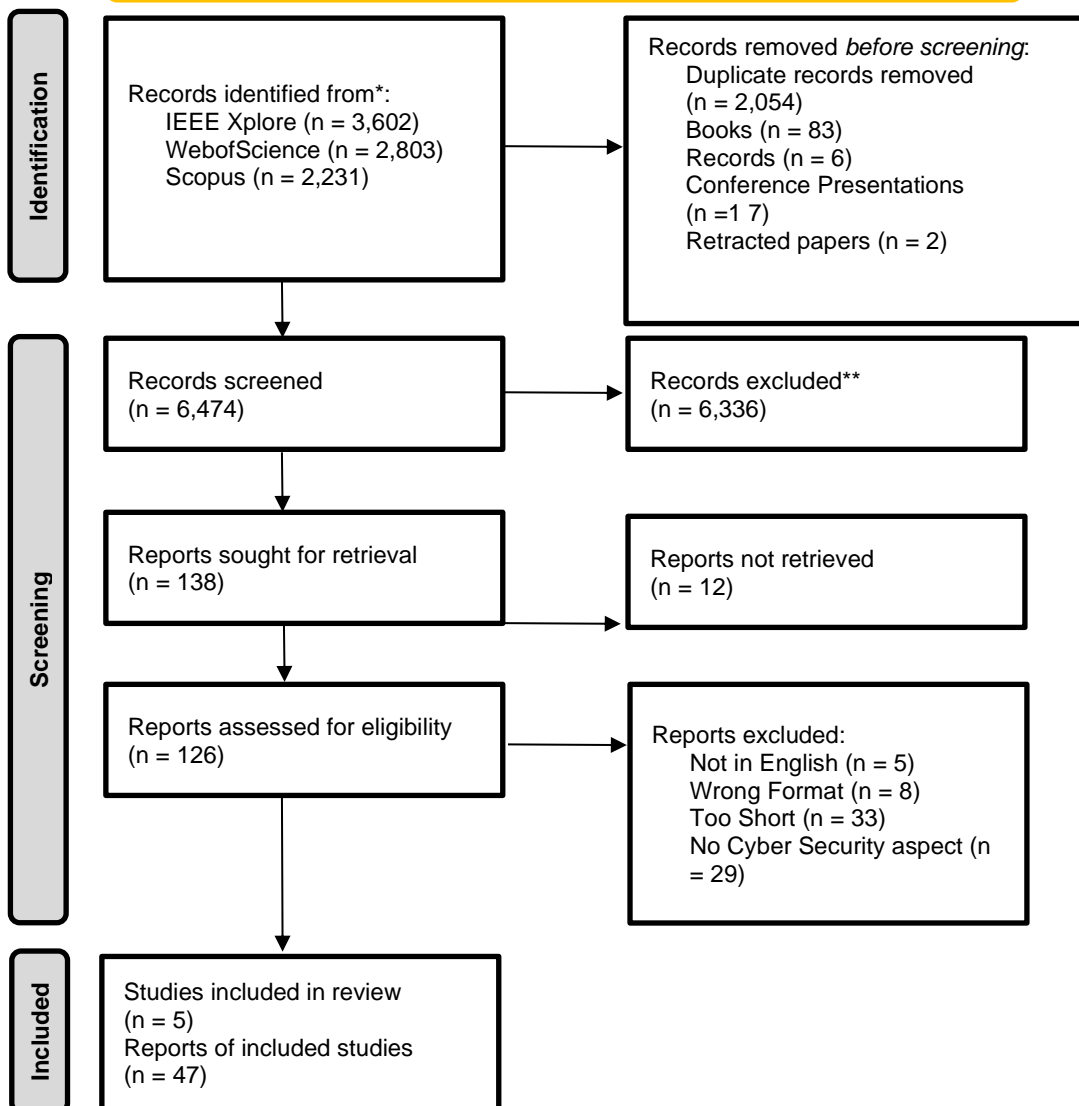 Identification
Records identified from*:
IEEE Xplore (n = 3,602)
WebofScience (n = 2,803)
Scopus (n = 2,231)
Records removed before screening:
Duplicate records removed
(n = 2,054)
Books (n = 83)
Records (n = 6)
Conference Presentations
(n =1 7)
Retracted papers (n = 2)
Screening
Records screened
(n = 6,474)
Records excluded**
(n = 6,336)
Reports sought for retrieval
(n = 138)
Reports not retrieved
(n = 12)
Reports assessed for eligibility
(n = 126)
Reports excluded:
Not in English (n = 5)
Wrong Format (n = 8)
Too Short (n = 33)
No Cyber Security aspect (n
= 29)
Included
Studies included in review
(n = 5)
Reports of included studies
(n = 47)